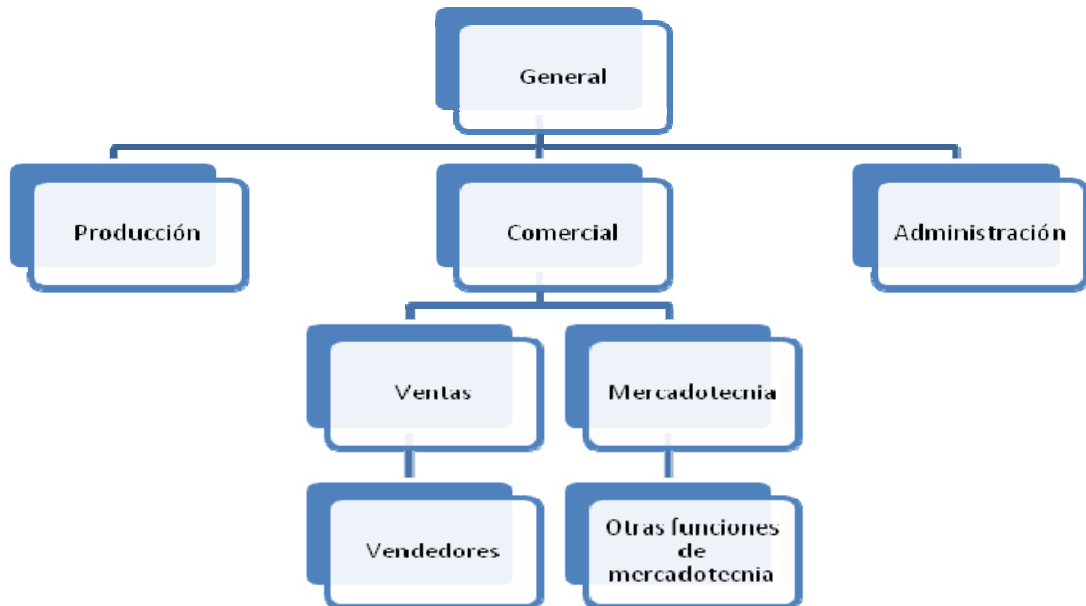 General
Producción
Comercial
Administración
Ventas
Mercadotecnia
Vendedores
Otras funciones
de
mercadotecnia